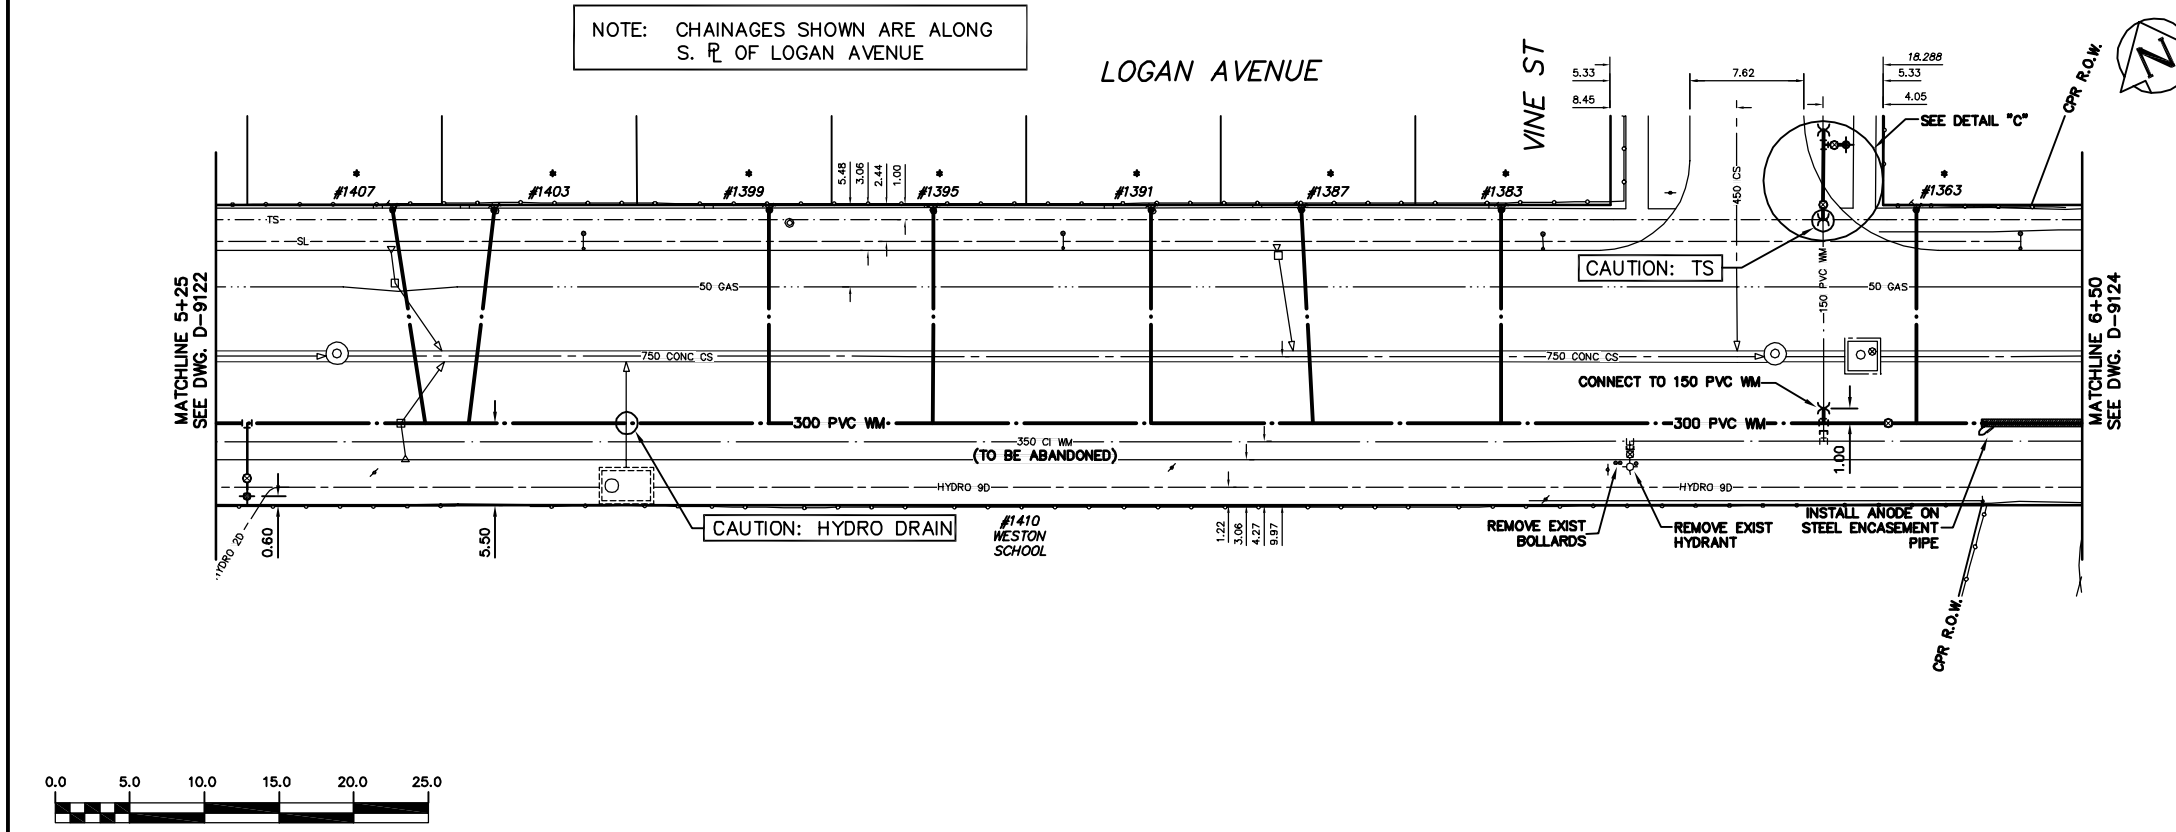 NOTE: CHAINAGES SHOWN ARE ALONG
S. PL OF LOGAN AVENUE
LOGAN AVENUE
VINE ST
5.33
8.45
7.62
18.288
5.33
4.05
CPR R.O.W.
N
SEE DETAIL "C"
450 CS
* * * * * * * *
#1407
#1403
#1399
5.48
3.06
2.44
1.00
#1395
#1391
#1387
#1383
#1363
TS
SL
CAUTION: TS
150 PVC WM
50 GAS
50 GAS
MATCHLINE 5+25
SEE DWG. D-9122
MATCHLINE 6+50
SEE DWG. D-9124
750 CONC CS
750 CONC CS
CONNECT TO 150 PVC WM
300 PVC WM
300 PVC WM
350 CI WM
(TO BE ABANDONED)
1.00
HYDRO 9D
HYDRO 9D
HYDRO 2D
0.60
5.50
CAUTION: HYDRO DRAIN
#1410
WESTON
SCHOOL
1.22
3.06
4.27
9.97
REMOVE EXIST
BOLLARDS
REMOVE EXIST
HYDRANT
INSTALL ANODE ON
STEEL ENCASEMENT
PIPE
CPR R.O.W.
0.0 5.0 10.0 15.0 20.0 25.0